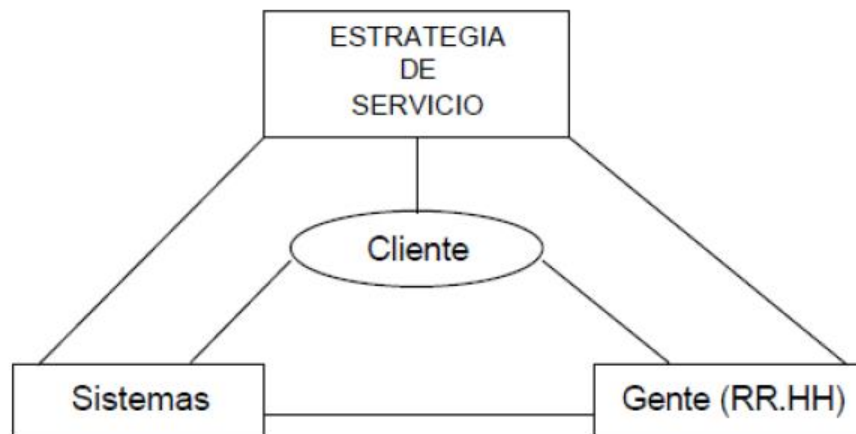 ESTRATEGIA
DE
SERVICIO
Cliente
Sistemas
Gente (RR.HH)